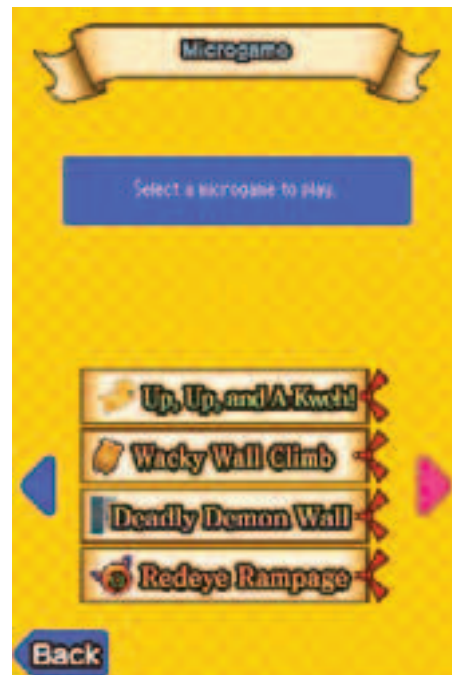 Microgame
Select a microgame to play.
Up, Up, and A-Kweh!
Wacky Wall Climb
Deadly Demon Wall
Redeye Rampage
Back